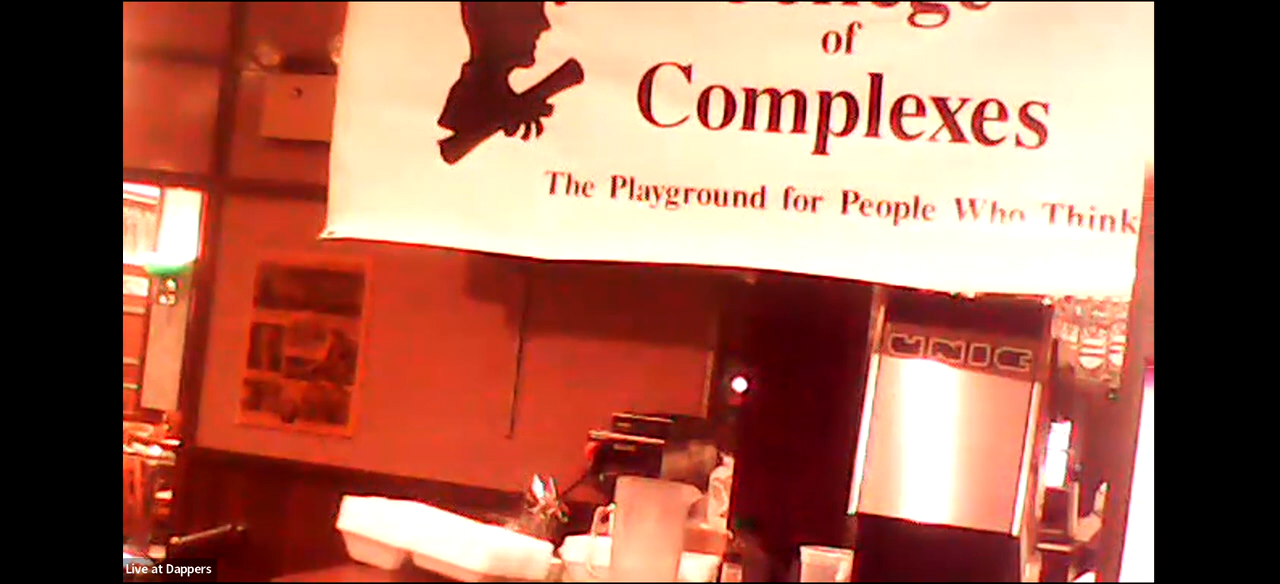 of
Complexes
The Playground for People Who Think
UNIC
Live at Dappers